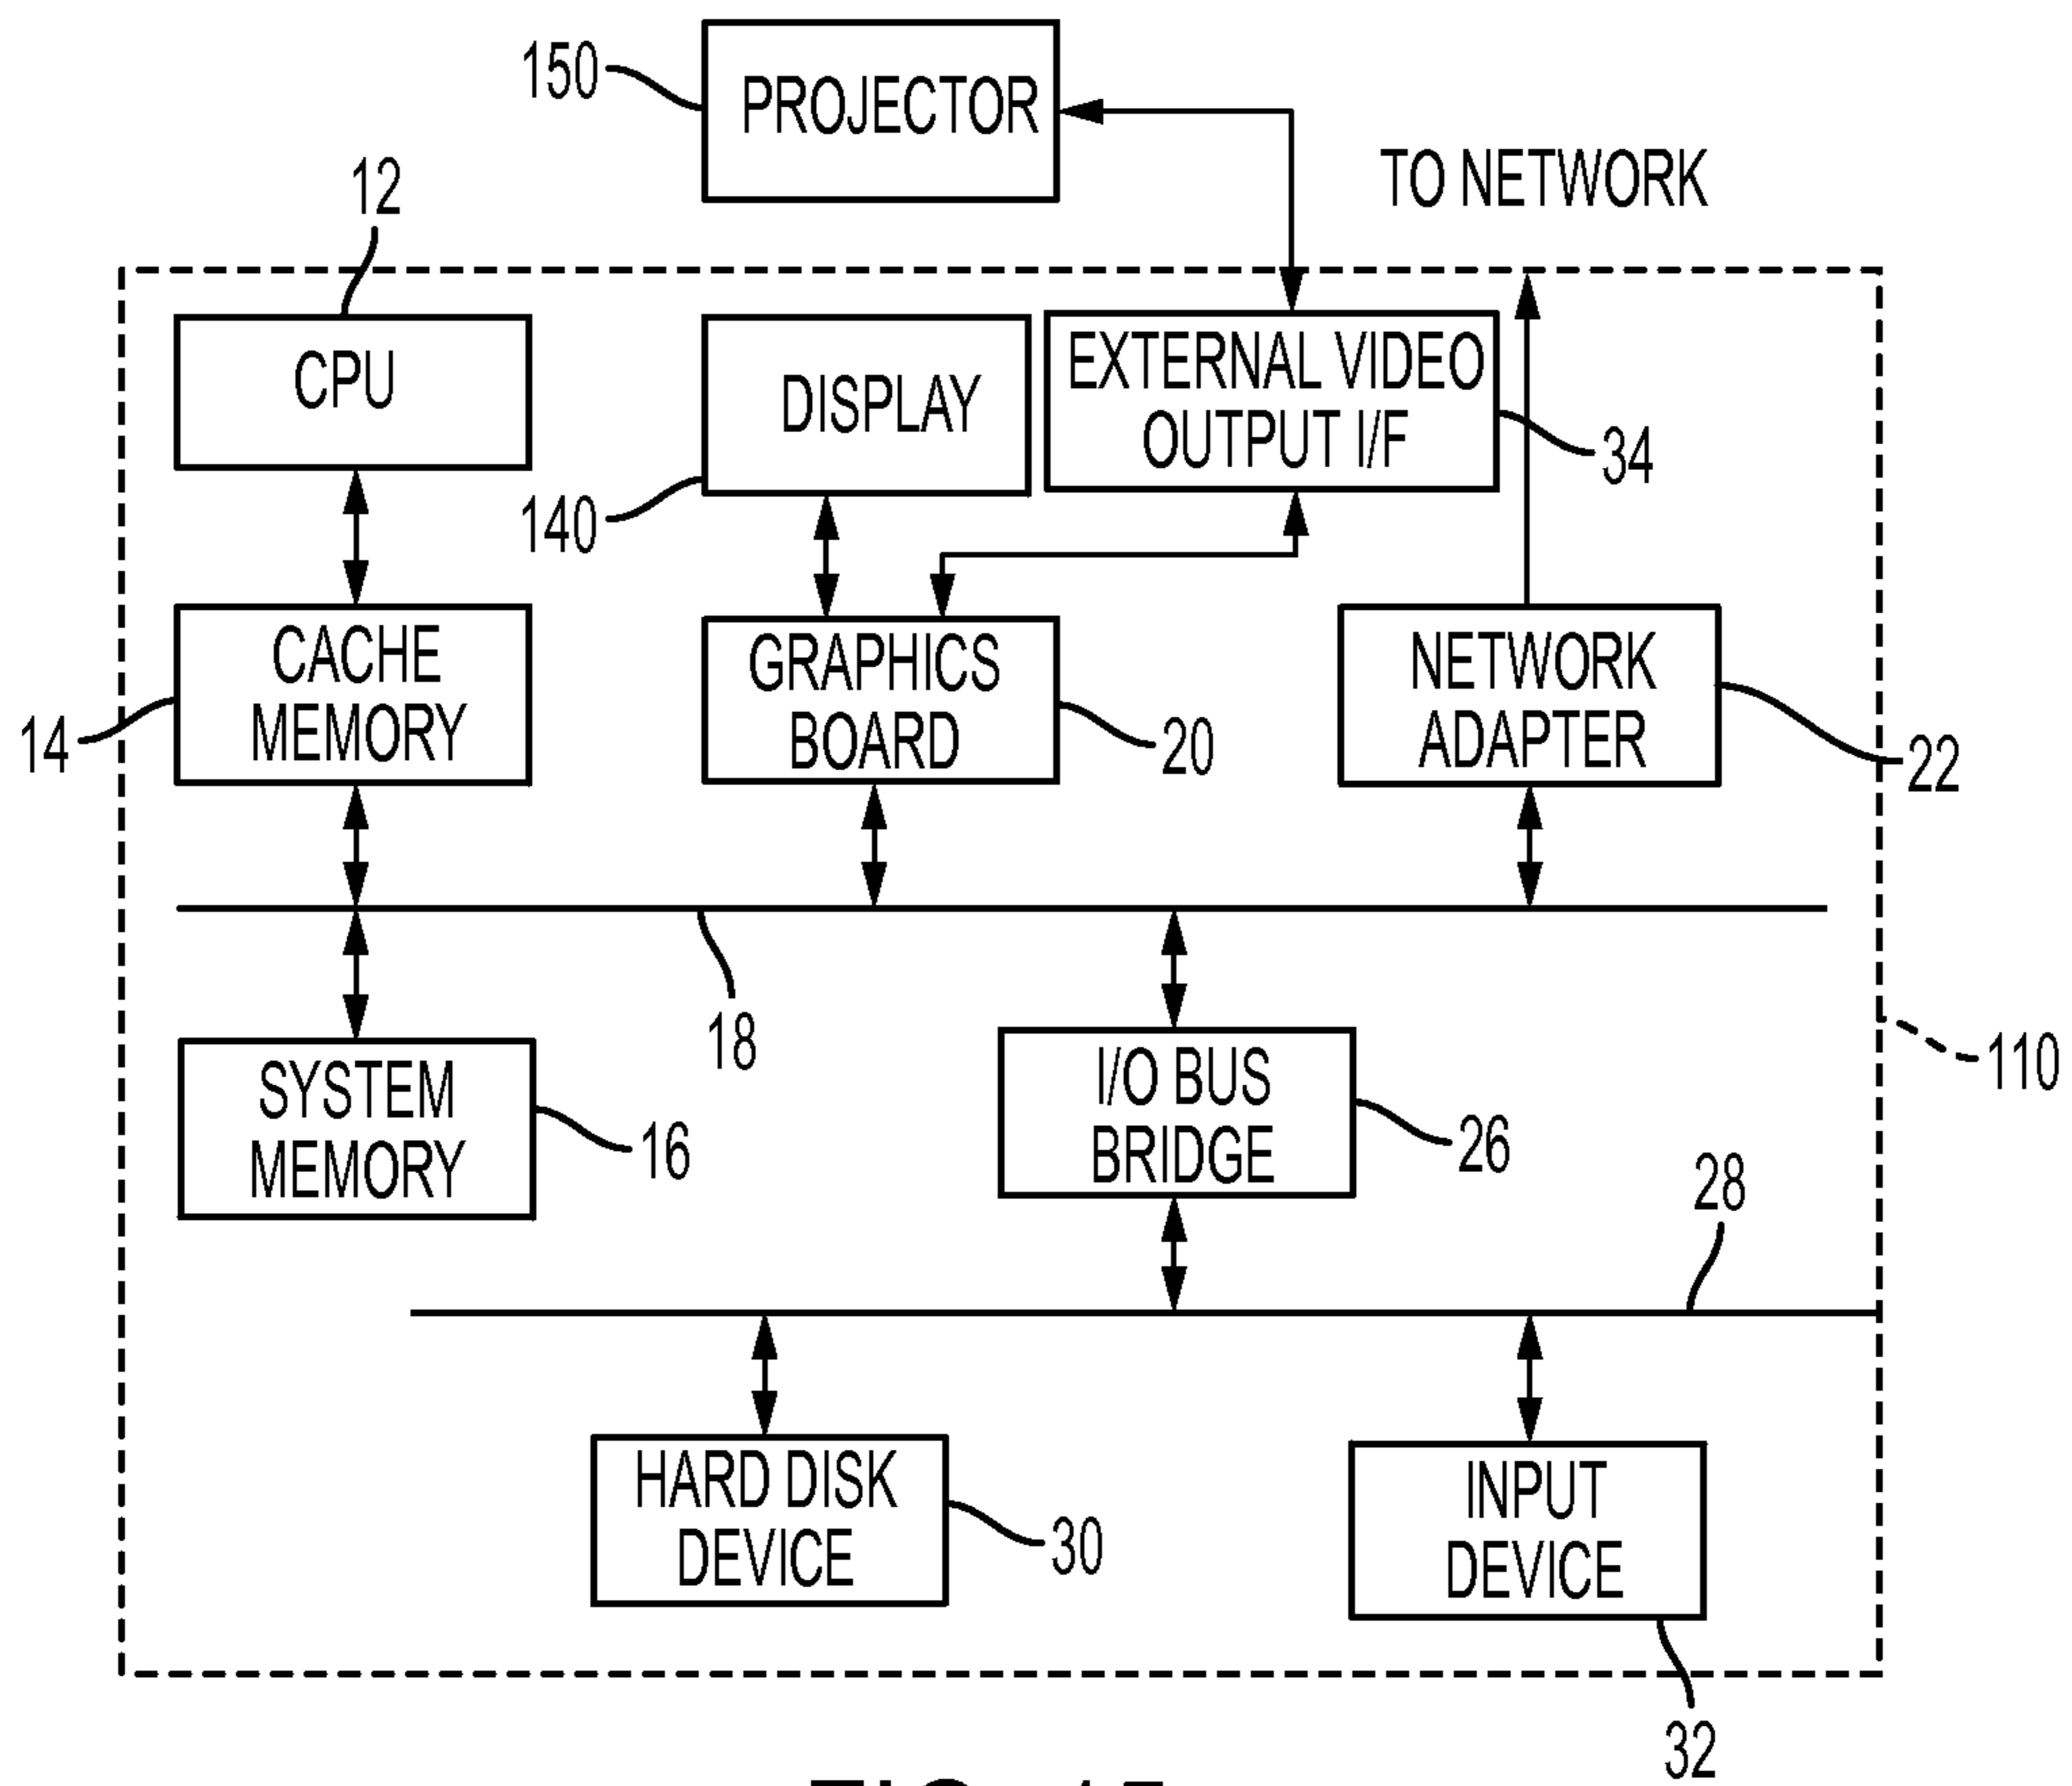 150
PROJECTOR
TO NETWORK
12
CPU
DISPLAY
140
EXTERNAL VIDEO
OUTPUT I/F
34
CACHE
MEMORY
14
GRAPHICS
BOARD
20
NETWORK
ADAPTER
22
18
SYSTEM
MEMORY
16
I/O BUS
BRIDGE
26
110
28
HARD DISK
DEVICE
30
INPUT
DEVICE
32